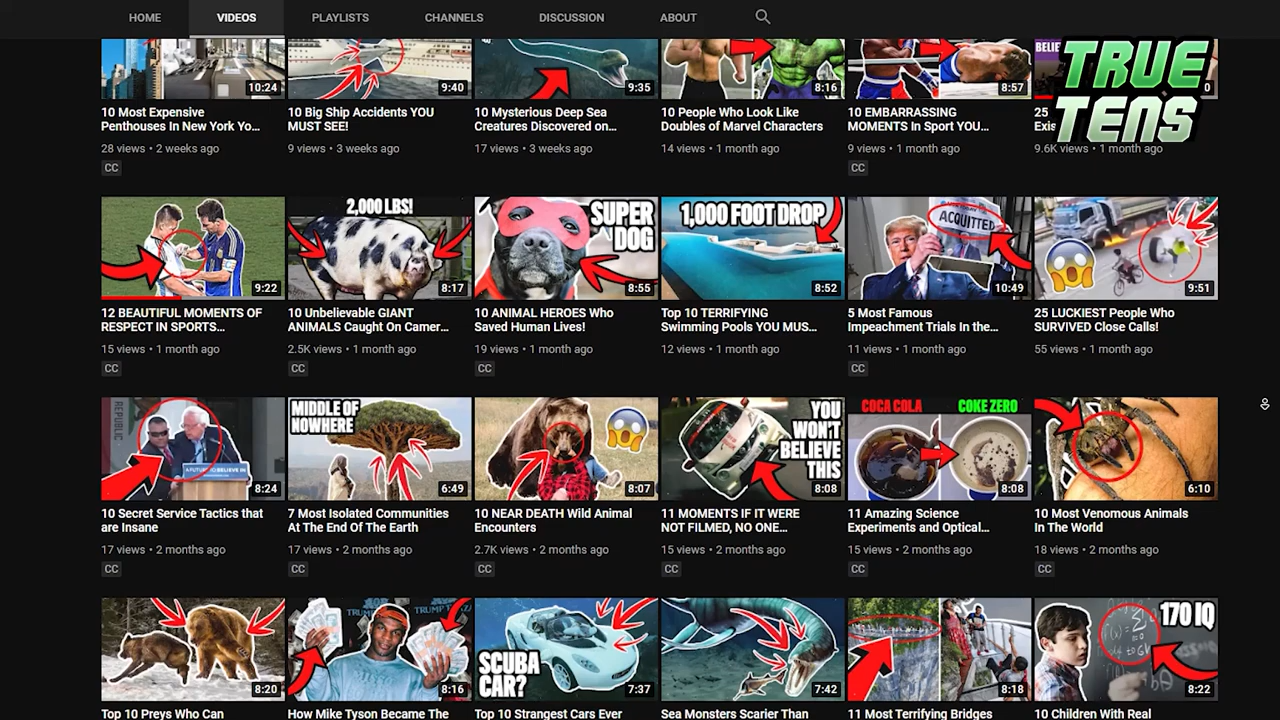 HOME
VIDEOS
PLAYLISTS
CHANNELS
DISCUSSION
ABOUT
TRUE
TENS
10:24
9:40
9:35
8:16
8:57
10 Most Expensive
Penthouses In New York Yo...
28 views • 2 weeks ago
CC
10 Big Ship Accidents YOU
MUST SEE!
9 views • 3 weeks ago
10 Mysterious Deep Sea
Creatures Discovered on...
17 views • 3 weeks ago
10 People Who Look Like
Doubles of Marvel Characters
14 views • 1 month ago
10 EMBARRASSING
MOMENTS In Sport YOU...
9 views • 1 month ago
CC
25
Exis
9.6K views • 1 month ago
9:22
12 BEAUTIFUL MOMENTS OF
RESPECT IN SPORTS...
15 views • 1 month ago
CC
2,000 LBS!
8:17
10 Unbelievable GIANT
ANIMALS Caught On Camer...
2.5K views • 1 month ago
CC
SUPER
DOG
8:55
10 ANIMAL HEROES Who
Saved Human Lives!
19 views • 1 month ago
CC
1,000 FOOT DROP
8:52
Top 10 TERRIFYING
Swimming Pools YOU MUS...
12 views • 1 month ago
ACQUITTED
10:49
5 Most Famous
Impeachment Trials In the...
11 views • 1 month ago
CC
9:51
25 LUCKIEST People Who
SURVIVED Close Calls!
55 views • 1 month ago
REPUBLIC
A FUTURE TO BELIEVE IN
8:24
10 Secret Service Tactics that
are Insane
17 views • 2 months ago
CC
MIDDLE OF
NOWHERE
6:49
7 Most Isolated Communities
At The End Of The Earth
17 views • 2 months ago
CC
8:07
10 NEAR DEATH Wild Animal
Encounters
2.7K views • 2 months ago
CC
YOU
WON'T
BELIEVE
THIS
8:08
11 MOMENTS IF IT WERE
NOT FILMED, NO ONE...
15 views • 2 months ago
CC
COCA COLA
COKE ZERO
8:08
11 Amazing Science
Experiments and Optical...
15 views • 2 months ago
CC
6:10
10 Most Venomous Animals
In The World
18 views • 2 months ago
CC
8:20
Top 10 Preys Who Can
8:16
How Mike Tyson Became The
SCUBA
CAR?
7:37
Top 10 Strangest Cars Ever
7:42
Sea Monsters Scarier Than
8:18
11 Most Terrifying Bridges
170 IQ
8:22
10 Children With Real